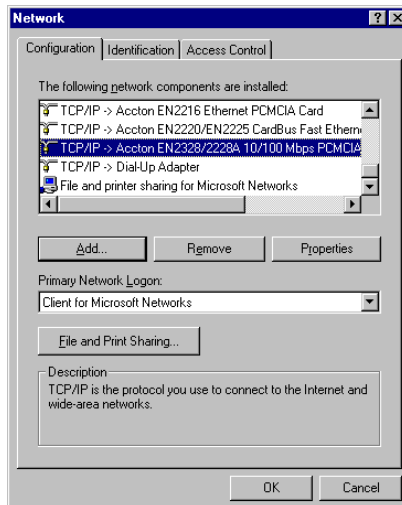 Network
Configuration Identification Access Control
The following network components are installed:
TCP/IP -> Accton EN2216 Ethernet PCMCIA Card
TCP/IP -> Accton EN2220/EN2225 CardBus Fast Ethern
TCP/IP -> Accton EN2328/2228A 10/100 Mbps PCMCIA
TCP/IP -> Dial-Up Adapter
File and printer sharing for Microsoft Networks
Add... Remove Properties
Primary Network Logon:
Client for Microsoft Networks
File and Print Sharing...
Description
TCP/IP is the protocol you use to connect to the Internet and
wide-area networks.
OK Cancel